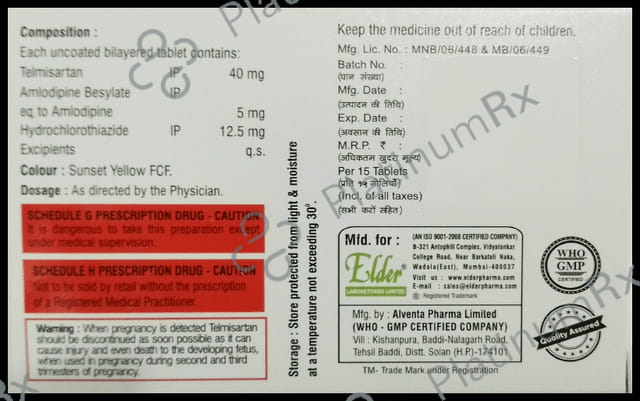 Composition :
Each uncoated bilayered tablet contains:
Telmisartan IP 40 mg
Amlodipine Besylate IP
eq to Amlodipine 5 mg
Hydrochlorothiazide IP 12.5 mg
Excipients q.s.
Colour : Sunset Yellow FCF.
Dosage : As directed by the Physician.
SCHEDULE G PRESCRIPTION DRUG - CAUTION
It is dangerous to take this preparation except
under medical supervision.
SCHEDULE H PRESCRIPTION DRUG - CAUTION
Not to be sold by retail without the prescription
of a Registered Medical Practitioner.
Warning : When pregnancy is detected Telmisartan
should be discontinued as soon possible as it can
cause injury and even death to the developing fetus,
when used in pregnancy during second and third
trimesters of pregnancy.
Storage : Store protected from light & moisture
at a temperature not exceeding 30°.
Keep the medicine out of reach of children.
Mfg. Lic. No. : MNB/06/448 & MB/06/449
Batch No. :
(घान संख्या)
Mfg. Date :
(उत्पादन की तिथि)
Exp. Date :
(अवसान की तिथि)
M.R.P. ₹ :
(अधिकतम खुदरा मूल्य)
Per 15 Tablets
(प्रति १५ गोलियाँ)
(Incl. of all taxes)
(सभी करों सहित)
Mfd. for :
Elder
LABORATORIES LIMITED
(AN ISO 9001-2008 CERTIFIED COMPANY)
B-321 Antophill Complex, Vidyalankar
College Road, Near Barkatali Naka,
Wadala(East), Mumbai-400037
Visit us : www.elderpharma.com
E-mail : sales@elderpharma.com
® : Registered Trademark
Mfg. by : Alventa Pharma Limited
(WHO - GMP CERTIFIED COMPANY)
Vill : Kishanpura, Baddi-Nalagarh Road,
Tehsil Baddi, Distt. Solan (H.P.)-174101
TM- Trade Mark under Registration
WHO
GMP
CERTIFIED
Quality Assured
PlatinumRx
PlatinumRx
PlatinumRx
Rx